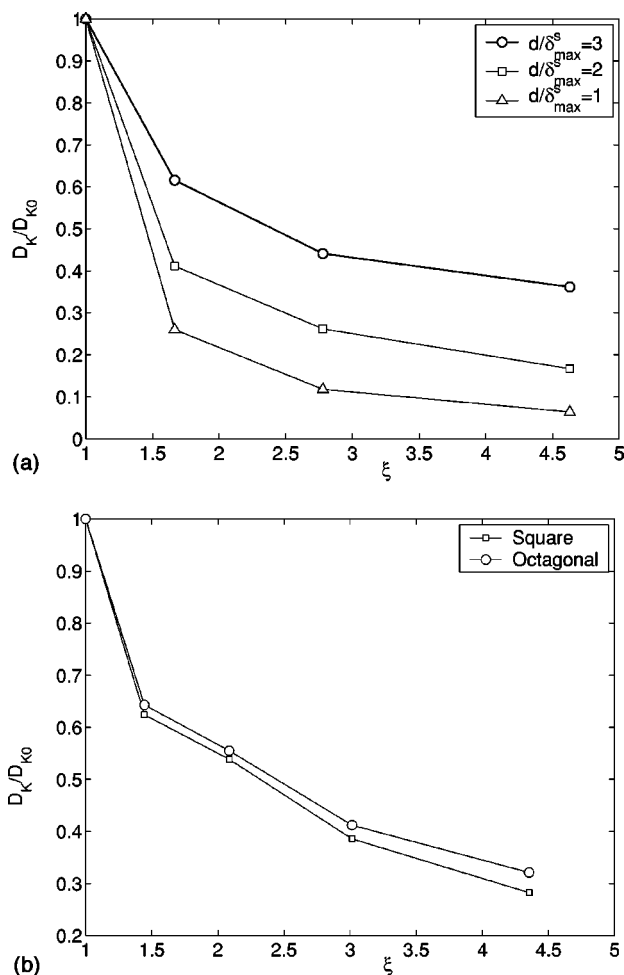 1
0.9
0.8
0.7
0.6
0.5
0.4
0.3
0.2
0.1
0
D_K/D_K0
d/δ^s_max=3
d/δ^s_max=2
d/δ^s_max=1
1 1.5 2 2.5 3 3.5 4 4.5 5
ξ
(a)
1
0.9
0.8
0.7
0.6
0.5
0.4
0.3
0.2
D_K/D_K0
Square
Octagonal
1 1.5 2 2.5 3 3.5 4 4.5 5
ξ
(b)